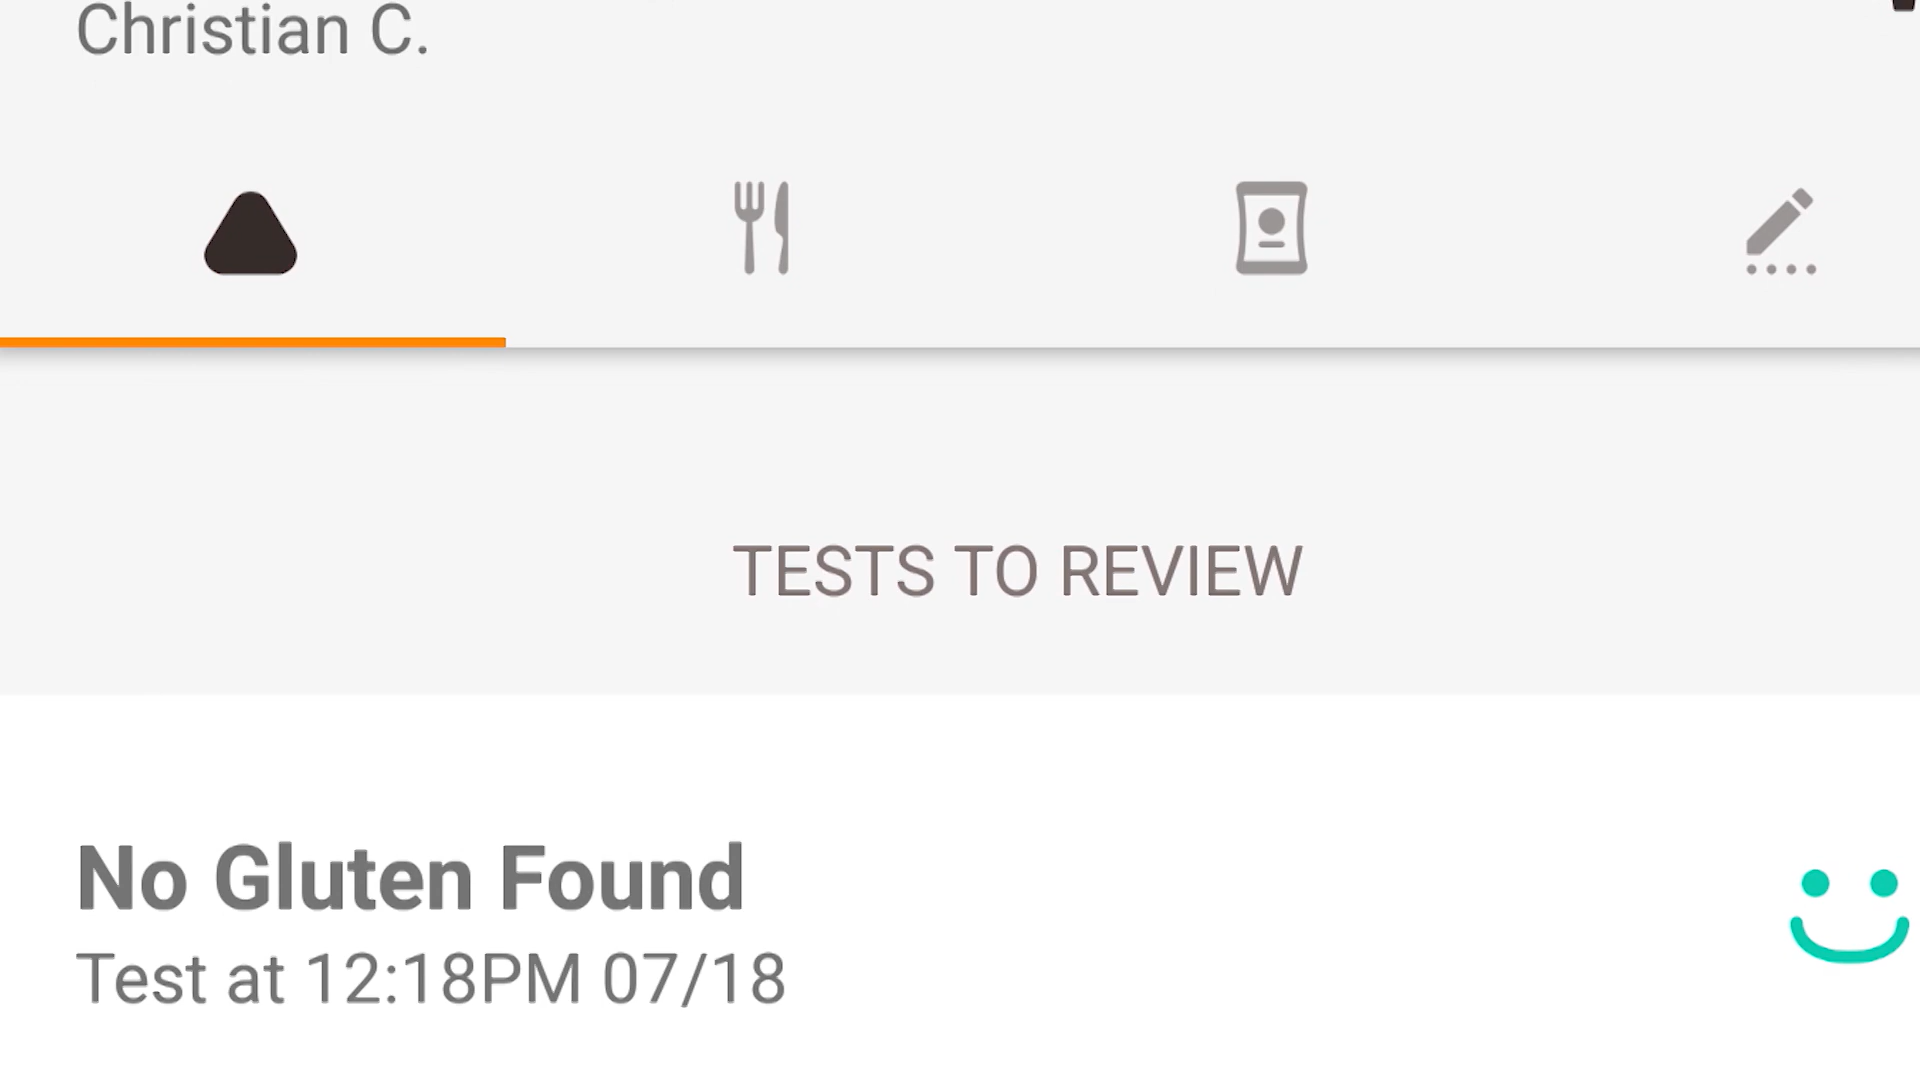 Christian C.
TESTS TO REVIEW
No Gluten Found
Test at 12:18PM 07/18